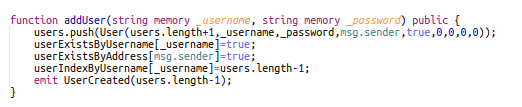 function addUser(string memory _username, string memory _password) public {
    users.push(User(users.length+1,_username,_password,msg.sender,true,0,0,0,0));
    userExistsByUsername[_username]=true;
    userExistsByAddress[msg.sender]=true;
    userIndexByUsername[_username]=users.length-1;
    emit UserCreated(users.length-1);
}